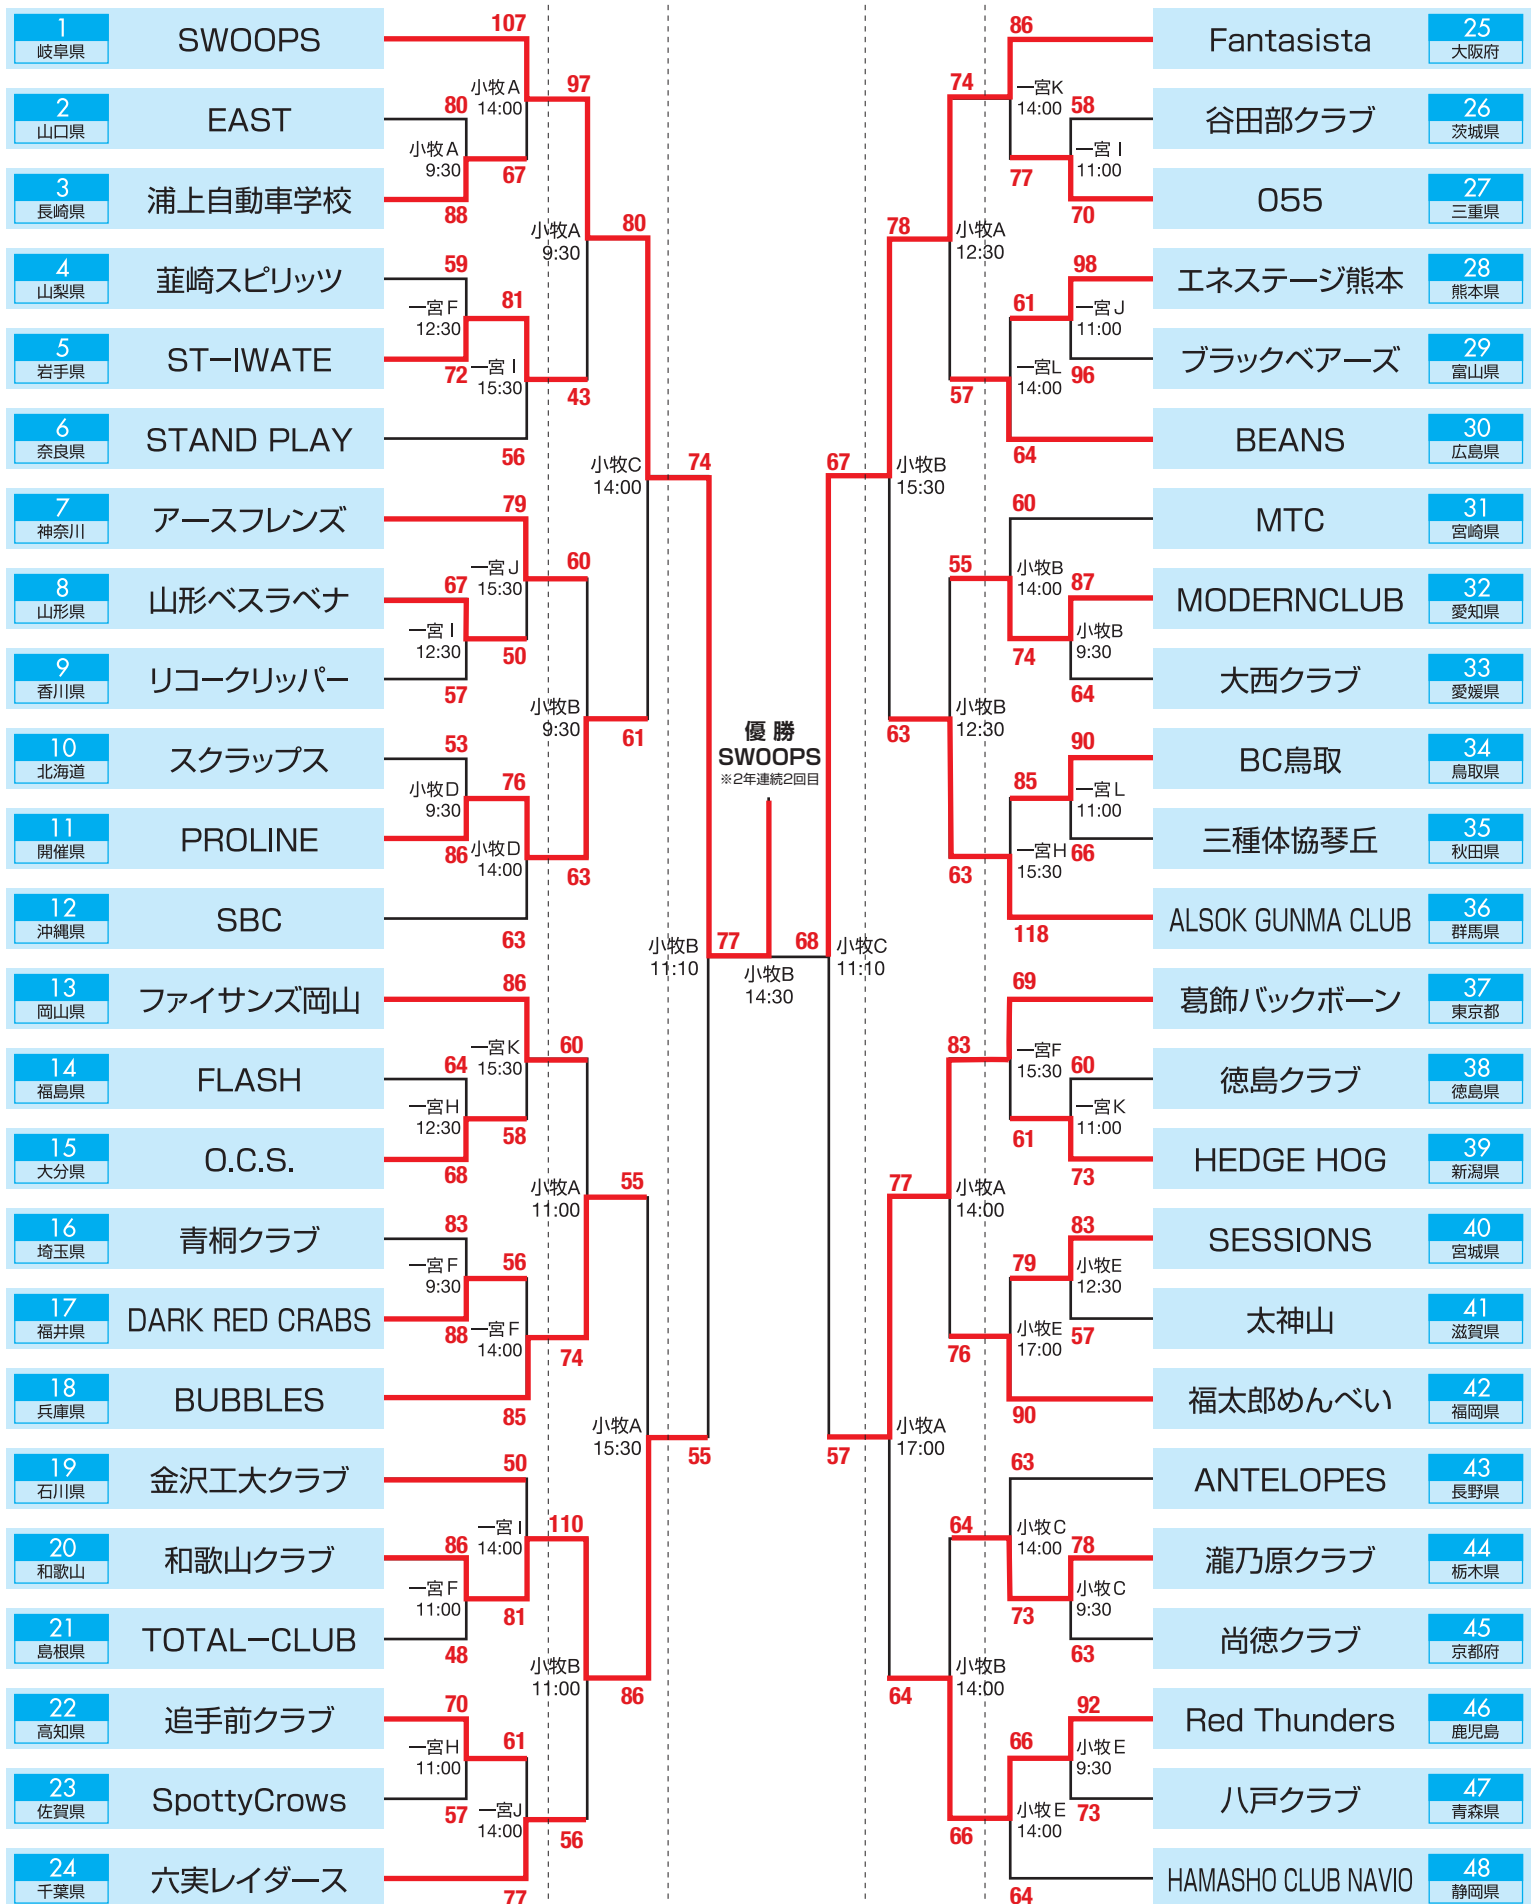 1
岐阜県
SWOOPS
2
山口県
EAST
3
長崎県
浦上自動車学校
4
山梨県
韮崎スピリッツ
5
岩手県
ST-IWATE
6
奈良県
STAND PLAY
7
神奈川
アースフレンズ
8
山形県
山形ベスラベナ
9
香川県
リコークリッパー
10
北海道
スクラップス
11
開催県
PROLINE
12
沖縄県
SBC
13
岡山県
ファイサンズ岡山
14
福島県
FLASH
15
大分県
O.C.S.
16
埼玉県
青桐クラブ
17
福井県
DARK RED CRABS
18
兵庫県
BUBBLES
19
石川県
金沢工大クラブ
20
和歌山
和歌山クラブ
21
島根県
TOTAL-CLUB
22
高知県
追手前クラブ
23
佐賀県
SpottyCrows
24
千葉県
六実レイダース
107
80
小牧A
9:30
88
小牧A
14:00
67
59
一宮F
12:30
72
81
一宮I
15:30
56
97
小牧A
9:30
43
79
67
一宮I
12:30
57
一宮J
15:30
50
53
小牧D
9:30
86
76
小牧D
14:00
63
60
小牧B
9:30
63
80
小牧C
14:00
61
86
64
一宮H
12:30
68
一宮K
15:30
58
83
一宮F
9:30
88
56
一宮F
14:00
85
60
小牧A
11:00
74
50
86
一宮F
11:00
48
一宮I
14:00
81
70
一宮H
11:00
57
61
一宮J
14:00
77
110
小牧B
11:00
56
55
小牧A
15:30
86
74
小牧B
11:10
55
優勝
SWOOPS
※2年連続2回目
77
68
小牧B
14:30
67
小牧C
11:10
57
78
小牧B
15:30
63
74
小牧A
12:30
57
86
一宮K
14:00
77
58
一宮I
11:00
70
61
一宮L
14:00
64
98
一宮J
11:00
96
55
小牧B
12:30
63
60
小牧B
14:00
74
87
小牧B
9:30
64
85
一宮H
15:30
118
90
一宮L
11:00
66
77
小牧A
17:00
64
83
小牧A
14:00
76
69
一宮F
15:30
61
60
一宮K
11:00
73
79
小牧E
17:00
90
83
小牧E
12:30
57
64
小牧B
14:00
66
63
小牧C
14:00
73
78
小牧C
9:30
63
66
小牧E
14:00
64
92
小牧E
9:30
73
Fantasista
25
大阪府
谷田部クラブ
26
茨城県
055
27
三重県
エネステージ熊本
28
熊本県
ブラックベアーズ
29
富山県
BEANS
30
広島県
MTC
31
宮崎県
MODERNCLUB
32
愛知県
大西クラブ
33
愛媛県
BC鳥取
34
鳥取県
三種体協琴丘
35
秋田県
ALSOK GUNMA CLUB
36
群馬県
葛飾バックボーン
37
東京都
徳島クラブ
38
徳島県
HEDGE HOG
39
新潟県
SESSIONS
40
宮城県
太神山
41
滋賀県
福太郎めんべい
42
福岡県
ANTELOPES
43
長野県
瀧乃原クラブ
44
栃木県
尚徳クラブ
45
京都府
Red Thunders
46
鹿児島
八戸クラブ
47
青森県
HAMASHO CLUB NAVIO
48
静岡県